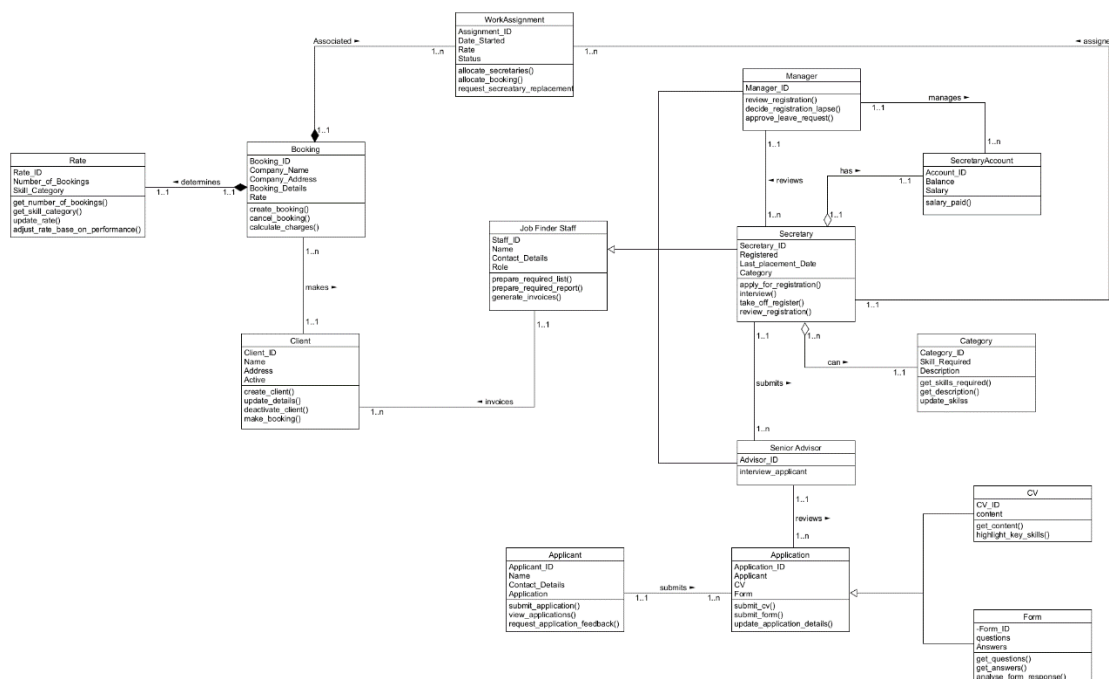 WorkAssignment
Assignment_ID
Date_Started
Rate
Status
allocate_secretaries()
allocate_booking()
request_secreatary_replacement
Associated ►
1..n
1..n
◄ assigne
1..1
Manager
Manager_ID
review_registration()
decide_registration_lapse()
approve_leave_request()
manages ►
1..1
1..1
1..n
◄ reviews
1..n
SecretaryAccount
Account_ID
Balance
Salary
salary_paid()
has ►
1..1
1..1
Rate
Rate_ID
Number_of_Bookings
Skill_Category
get_number_of_bookings()
get_skill_category()
update_rate()
adjust_rate_base_on_performance()
◄ determines
1..1
1..1
Booking
Booking_ID
Company_Name
Company_Address
Booking_Details
Rate
create_booking()
cancel_booking()
calculate_charges()
1..n
makes ►
1..1
Job Finder Staff
Staff_ID
Name
Contact_Details
Role
prepare_required_list()
prepare_required_report()
generate_invoices()
1..1
Secretary
Secretary_ID
Registered
Last_placement_Date
Category
apply_for_registration()
interview()
take_off_register()
review_registration()
1..1
1..1
1..n
can ►
1..1
submits ►
1..n
Category
Category_ID
Skill_Required
Description
get_skills_required()
get_description()
update_skilss
Client
Client_ID
Name
Address
Active
create_client()
update_details()
deactivate_client()
make_booking()
◄ invoices
1..n
Senior Advisor
Advisor_ID
interview_applicant
1..1
reviews ►
1..n
CV
CV_ID
content
get_content()
highlight_key_skills()
Applicant
Applicant_ID
Name
Contact_Details
Application
submit_application()
view_applications()
request_application_feedback()
submits ►
1..1
1..n
Application
Application_ID
Applicant
CV
Form
submit_cv()
submit_form()
update_application_details()
Form
-Form_ID
questions
Answers
get_questions()
get_answers()
analyse_form_response()